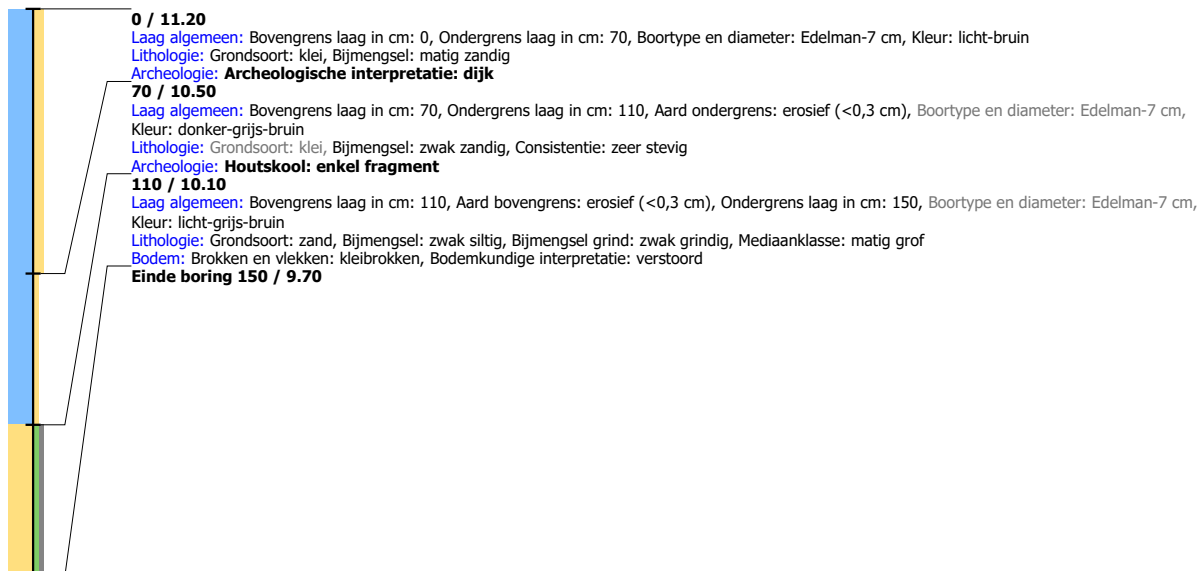 0 / 11.20
Laag algemeen: Bovengrens laag in cm: 0, Ondergrens laag in cm: 70, Boortype en diameter: Edelman-7 cm, Kleur: licht-bruin
Lithologie: Grondsoort: klei, Bijmengsel: matig zandig
Archeologie: Archeologische interpretatie: dijk
70 / 10.50
Laag algemeen: Bovengrens laag in cm: 70, Ondergrens laag in cm: 110, Aard ondergrens: erosief (<0,3 cm), Boortype en diameter: Edelman-7 cm,
Kleur: donker-grijs-bruin
Lithologie: Grondsoort: klei, Bijmengsel: zwak zandig, Consistentie: zeer stevig
Archeologie: Houtskool: enkel fragment
110 / 10.10
Laag algemeen: Bovengrens laag in cm: 110, Aard bovengrens: erosief (<0,3 cm), Ondergrens laag in cm: 150, Boortype en diameter: Edelman-7 cm,
Kleur: licht-grijs-bruin
Lithologie: Grondsoort: zand, Bijmengsel: zwak siltig, Bijmengsel grind: zwak grindig, Mediaanklasse: matig grof
Bodem: Brokken en vlekken: kleibrokken, Bodemkundige interpretatie: verstoord
Einde boring 150 / 9.70